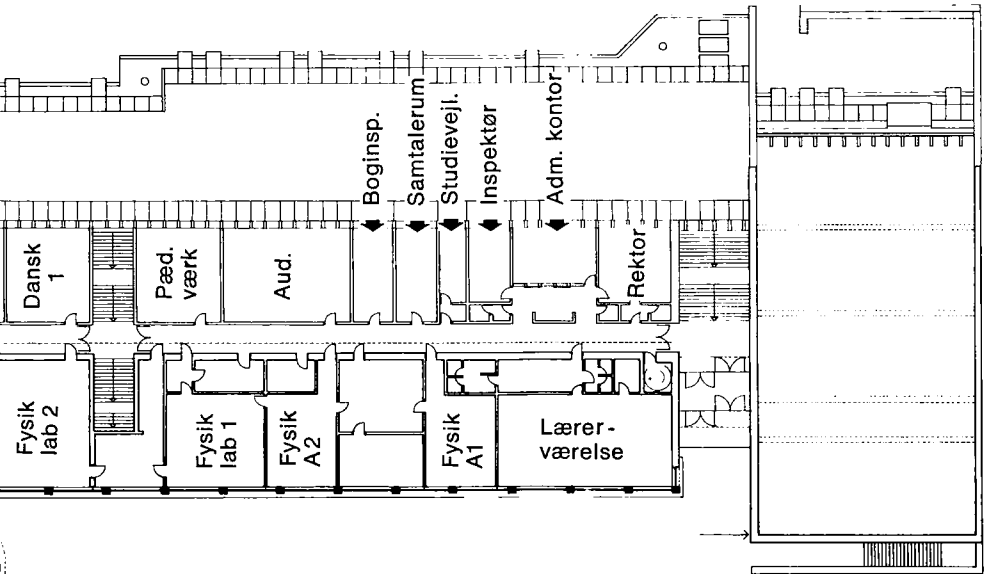 Boginsp.
Samtalerum
Studievejl.
Inspektør
Adm. kontor
Dansk
1
Pæd.
værk
Aud.
Rektor
Fysik
lab 2
Fysik
lab 1
Fysik
A2
Fysik
A1
Lærer-
værelse